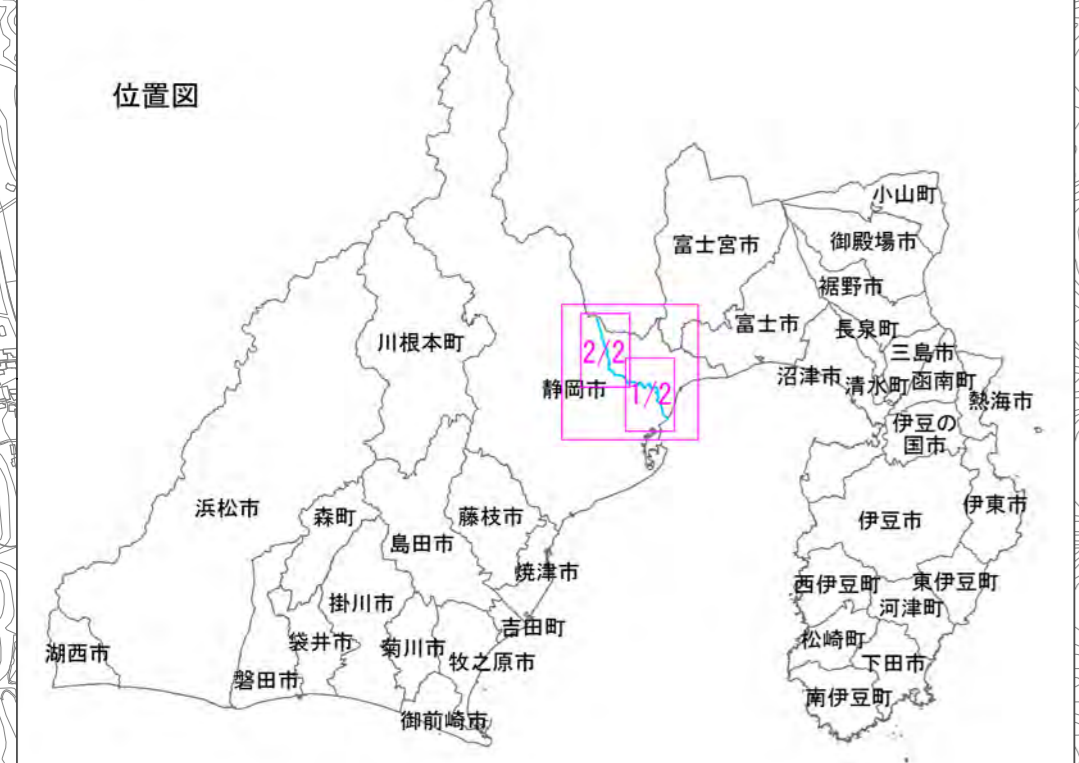 位置図
小山町
富士宮市
御殿場市
裾野市
富士市
長泉町
川根本町
2/2
三島市
静岡市
1/2
沼津市
清水町
函南町
熱海市
伊豆の
国市
浜松市
森町
藤枝市
伊豆市
伊東市
島田市
焼津市
西伊豆町
東伊豆町
掛川市
河津町
吉田町
袋井市
菊川市
松崎町
湖西市
牧之原市
下田市
磐田市
南伊豆町
御前崎市